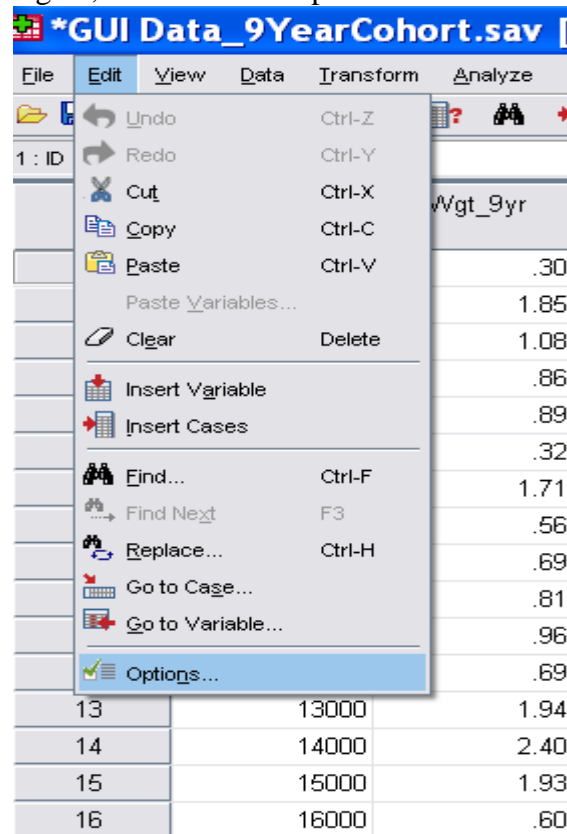 *GUI Data_9YearCohort.sav [
File Edit View Data Transform Analyze
1 : ID
Wgt_9yr
Undo Ctrl-Z
Redo Ctrl-Y
Cut Ctrl-X
Copy Ctrl-C
.30
Paste Ctrl-V
Paste Variables...
1.85
Clear Delete
1.08
.86
Insert Variable
.89
Insert Cases
.32
Find... Ctrl-F
1.71
Find Next F3
.56
Replace... Ctrl-H
.69
Go to Case...
.81
Go to Variable...
.96
Options...
.69
13 13000 1.94
14 14000 2.40
15 15000 1.93
16 16000 .60